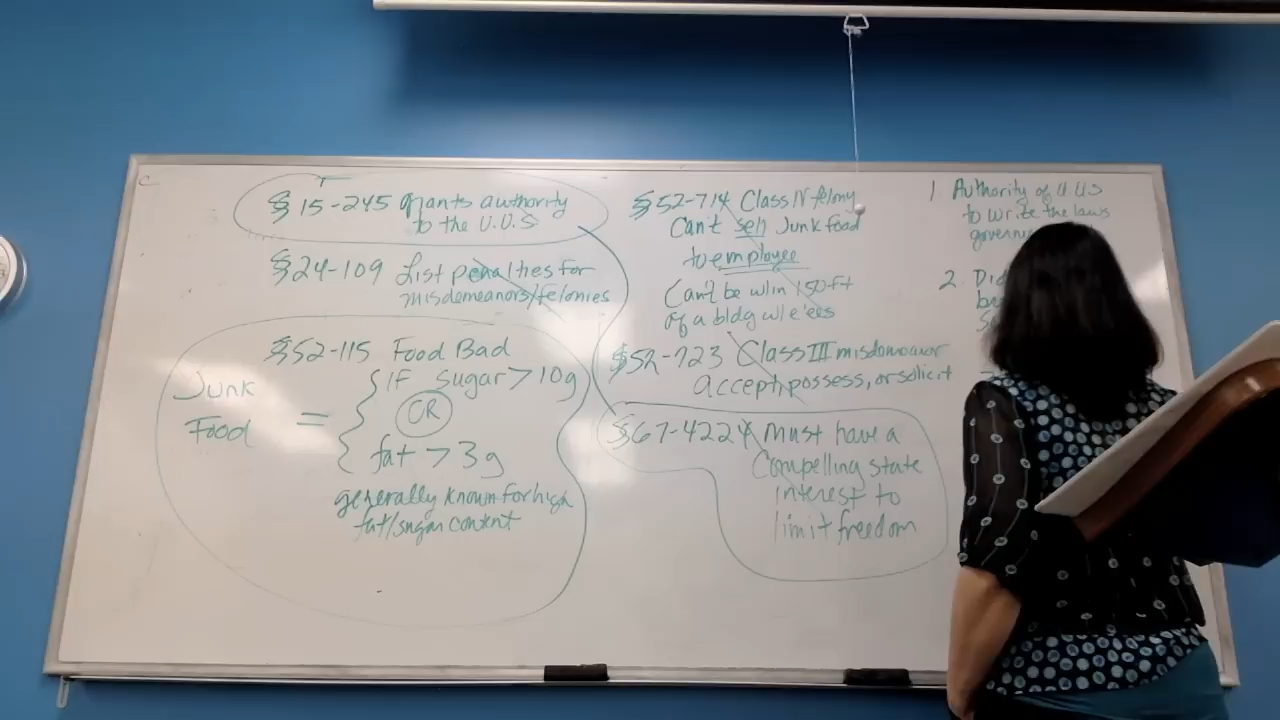 § 15-245 grants authority
to the U.U.S
§24-109 List penalties for
misdemeanors/felonies
§52-115 Food Bad
Junk
Food
=
{ IF sugar > 10g
OR
fat > 3g
generally known for high
fat/sugar content
§52-714 Class IV felony
Can't sell Junk food
to employee
Can't be w/in 150ft
of a bldg w/e'ees
§52-723 Class III misdemeanor
accept, possess, or solicit
§67-4224 Must have a
Compelling state
interest to
limit freedom
1. Authority of U.U.S
to write the laws
2.